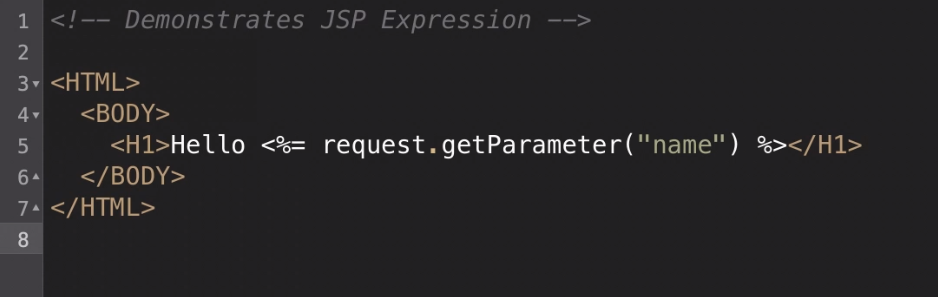 1 <!-- Demonstrates JSP Expression -->
2
3 <HTML>
4 <BODY>
5 <H1>Hello <%= request.getParameter("name") %></H1>
6 </BODY>
7 </HTML>
8